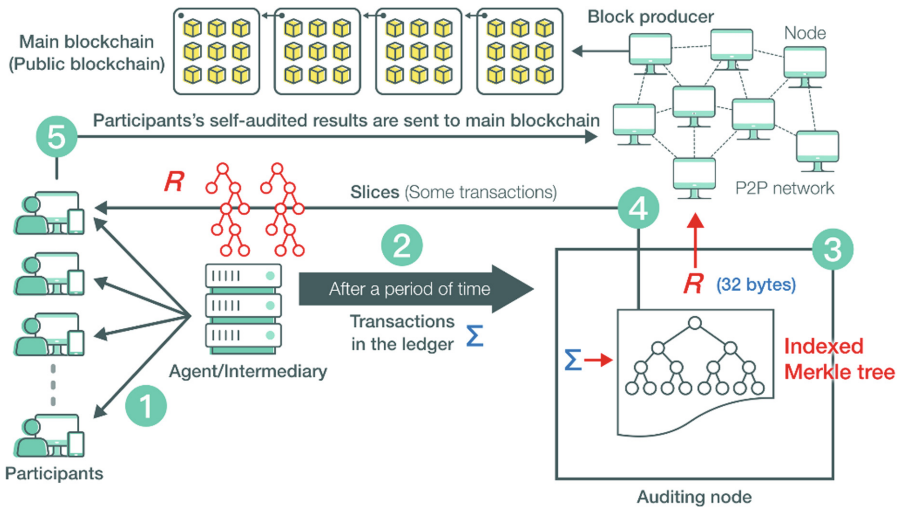 Main blockchain
(Public blockchain)
Block producer
Node
5
Participants's self-audited results are sent to main blockchain
P2P network
R
Slices (Some transactions)
4
2
3
After a period of time
R (32 bytes)
Transactions
in the ledger Σ
Σ
Indexed
Merkle tree
Agent/Intermediary
1
Participants
Auditing node